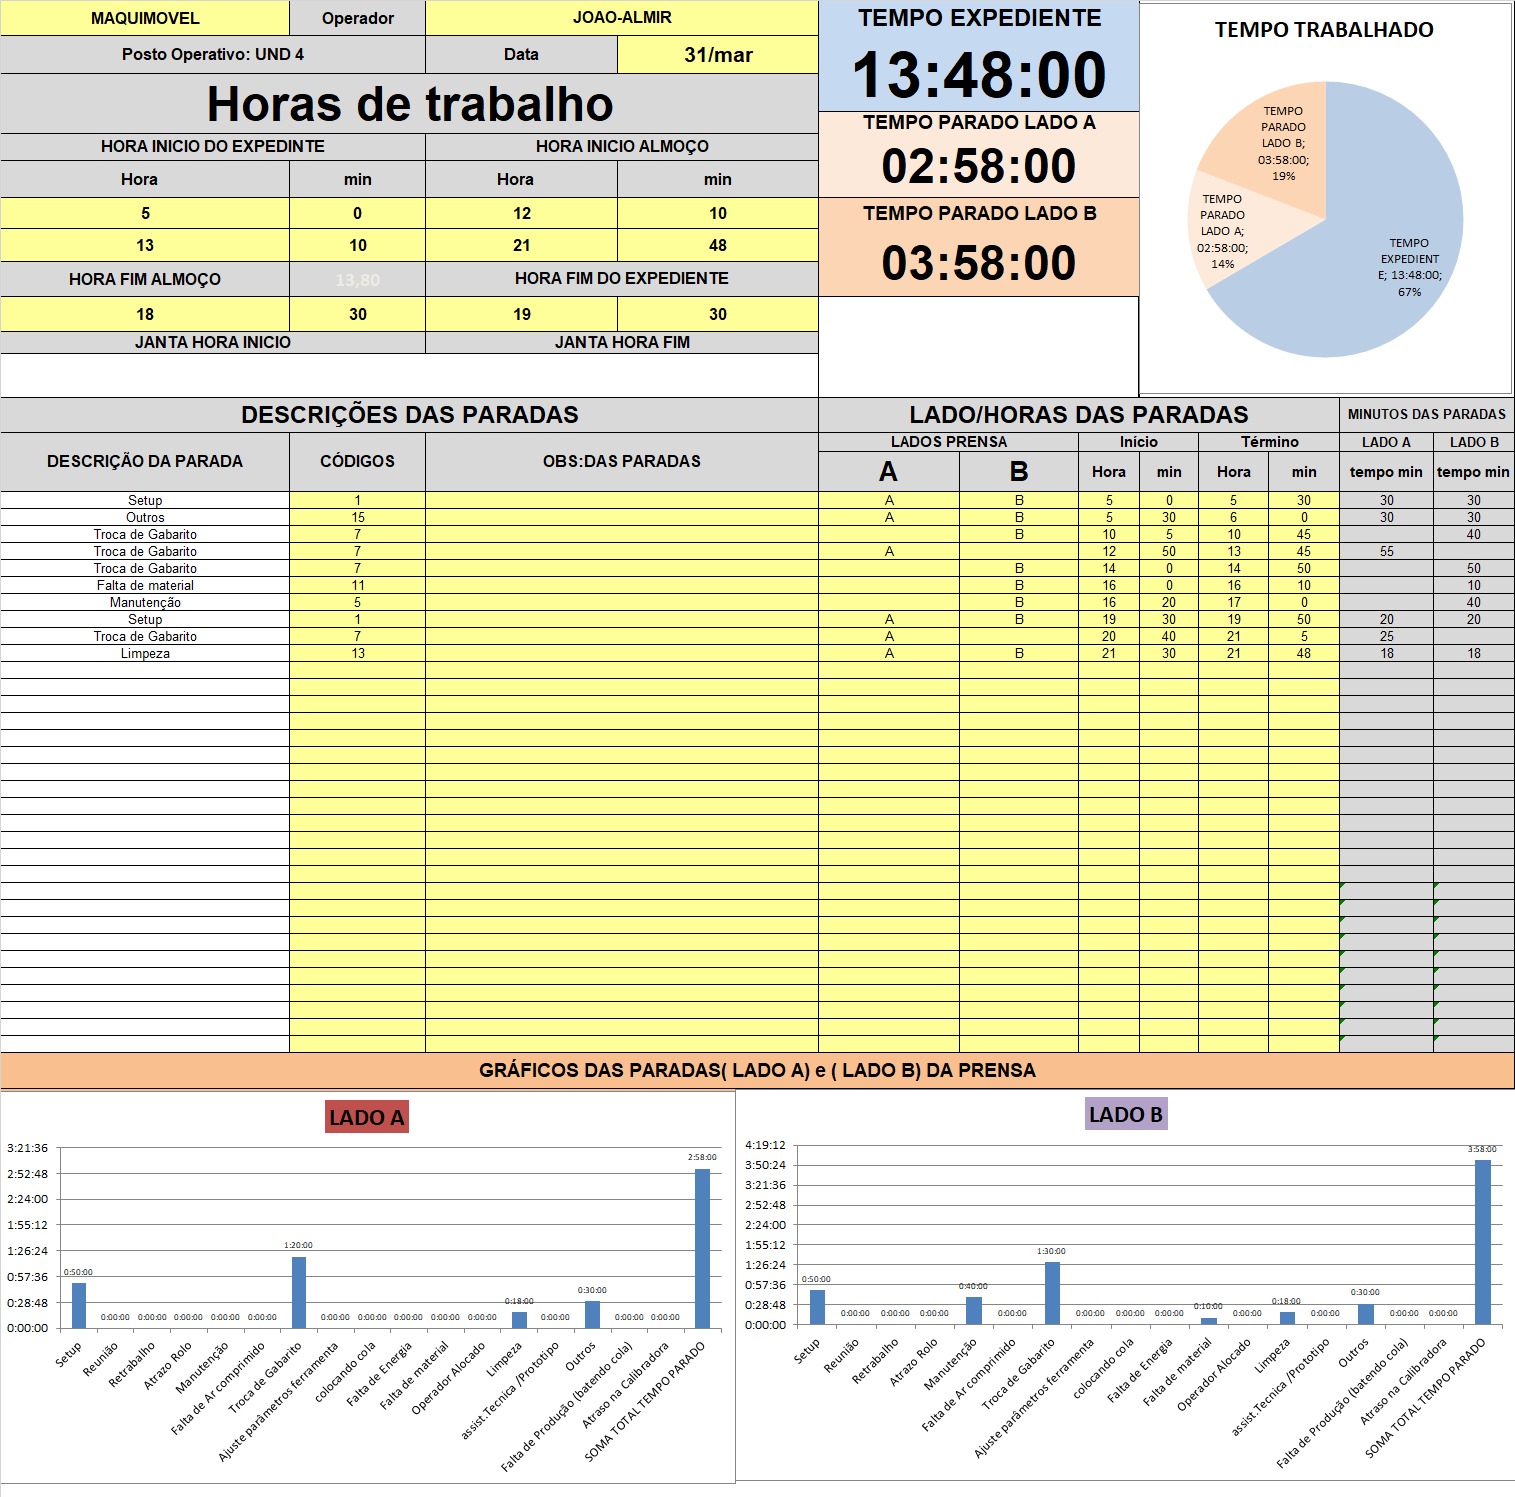 MAQUIMOVEL Operador JOAO-ALMIR
Posto Operativo: UND 4 Data 31/mar
Horas de trabalho
HORA INICIO DO EXPEDINTE HORA INICIO ALMOÇO
Hora min Hora min
5 0 12 10
13 10 21 48
HORA FIM ALMOÇO 13,80 HORA FIM DO EXPEDIENTE
18 30 19 30
JANTA HORA INICIO JANTA HORA FIM
TEMPO EXPEDIENTE
13:48:00
TEMPO PARADO LADO A
02:58:00
TEMPO PARADO LADO B
03:58:00
TEMPO TRABALHADO
TEMPO
PARADO
LADO B;
03:58:00;
19%
TEMPO
PARADO
LADO A;
02:58:00;
14%
TEMPO
EXPEDIENT
E; 13:48:00;
67%
DESCRIÇÕES DAS PARADAS LADO/HORAS DAS PARADAS MINUTOS DAS PARADAS
LADOS PRENSA Início Término LADO A LADO B
DESCRIÇÃO DA PARADA CÓDIGOS OBS:DAS PARADAS A B Hora min Hora min tempo min tempo min
Setup 1 A B 5 0 5 30 30 30
Outros 15 A B 5 30 6 0 30 30
Troca de Gabarito 7 B 10 5 10 45 40
Troca de Gabarito 7 A 12 50 13 45 55
Troca de Gabarito 7 B 14 0 14 50 50
Falta de material 11 B 16 0 16 10 10
Manutenção 5 B 16 20 17 0 40
Setup 1 A B 19 30 19 50 20 20
Troca de Gabarito 7 A 20 40 21 5 25
Limpeza 13 A B 21 30 21 48 18 18
GRÁFICOS DAS PARADAS( LADO A) e ( LADO B) DA PRENSA
LADO A
3:21:36
2:52:48
2:24:00
1:55:12
1:26:24
0:57:36
0:28:48
0:00:00
0:50:00 0:00:00 0:00:00 0:00:00 0:00:00 0:00:00 1:20:00 0:00:00 0:00:00 0:00:00 0:00:00 0:00:00 0:18:00 0:00:00 0:30:00 0:00:00 0:00:00 2:58:00
Setup
Reunião
Retrabalho
Atrazo Rolo
Manutenção
Falta de Ar comprimido
Troca de Gabarito
Ajuste parâmetros ferramenta
colocando cola
Falta de Energia
Falta de material
Operador Alocado
Limpeza
assist.Tecnica /Prototipo
Outros
Falta de Produção (batendo cola)
Atraso na Calibradora
SOMA TOTAL TEMPO PARADO
LADO B
4:19:12
3:50:24
3:21:36
2:52:48
2:24:00
1:55:12
1:26:24
0:57:36
0:28:48
0:00:00
0:50:00 0:00:00 0:00:00 0:00:00 0:40:00 0:00:00 1:30:00 0:00:00 0:00:00 0:00:00 0:10:00 0:00:00 0:18:00 0:00:00 0:30:00 0:00:00 0:00:00 3:58:00
Setup
Reunião
Retrabalho
Atrazo Rolo
Manutenção
Falta de Ar comprimido
Troca de Gabarito
Ajuste parâmetros ferramenta
colocando cola
Falta de Energia
Falta de material
Operador Alocado
Limpeza
assist.Tecnica /Prototipo
Outros
Falta de Produção (batendo cola)
Atraso na Calibradora
SOMA TOTAL TEMPO PARADO